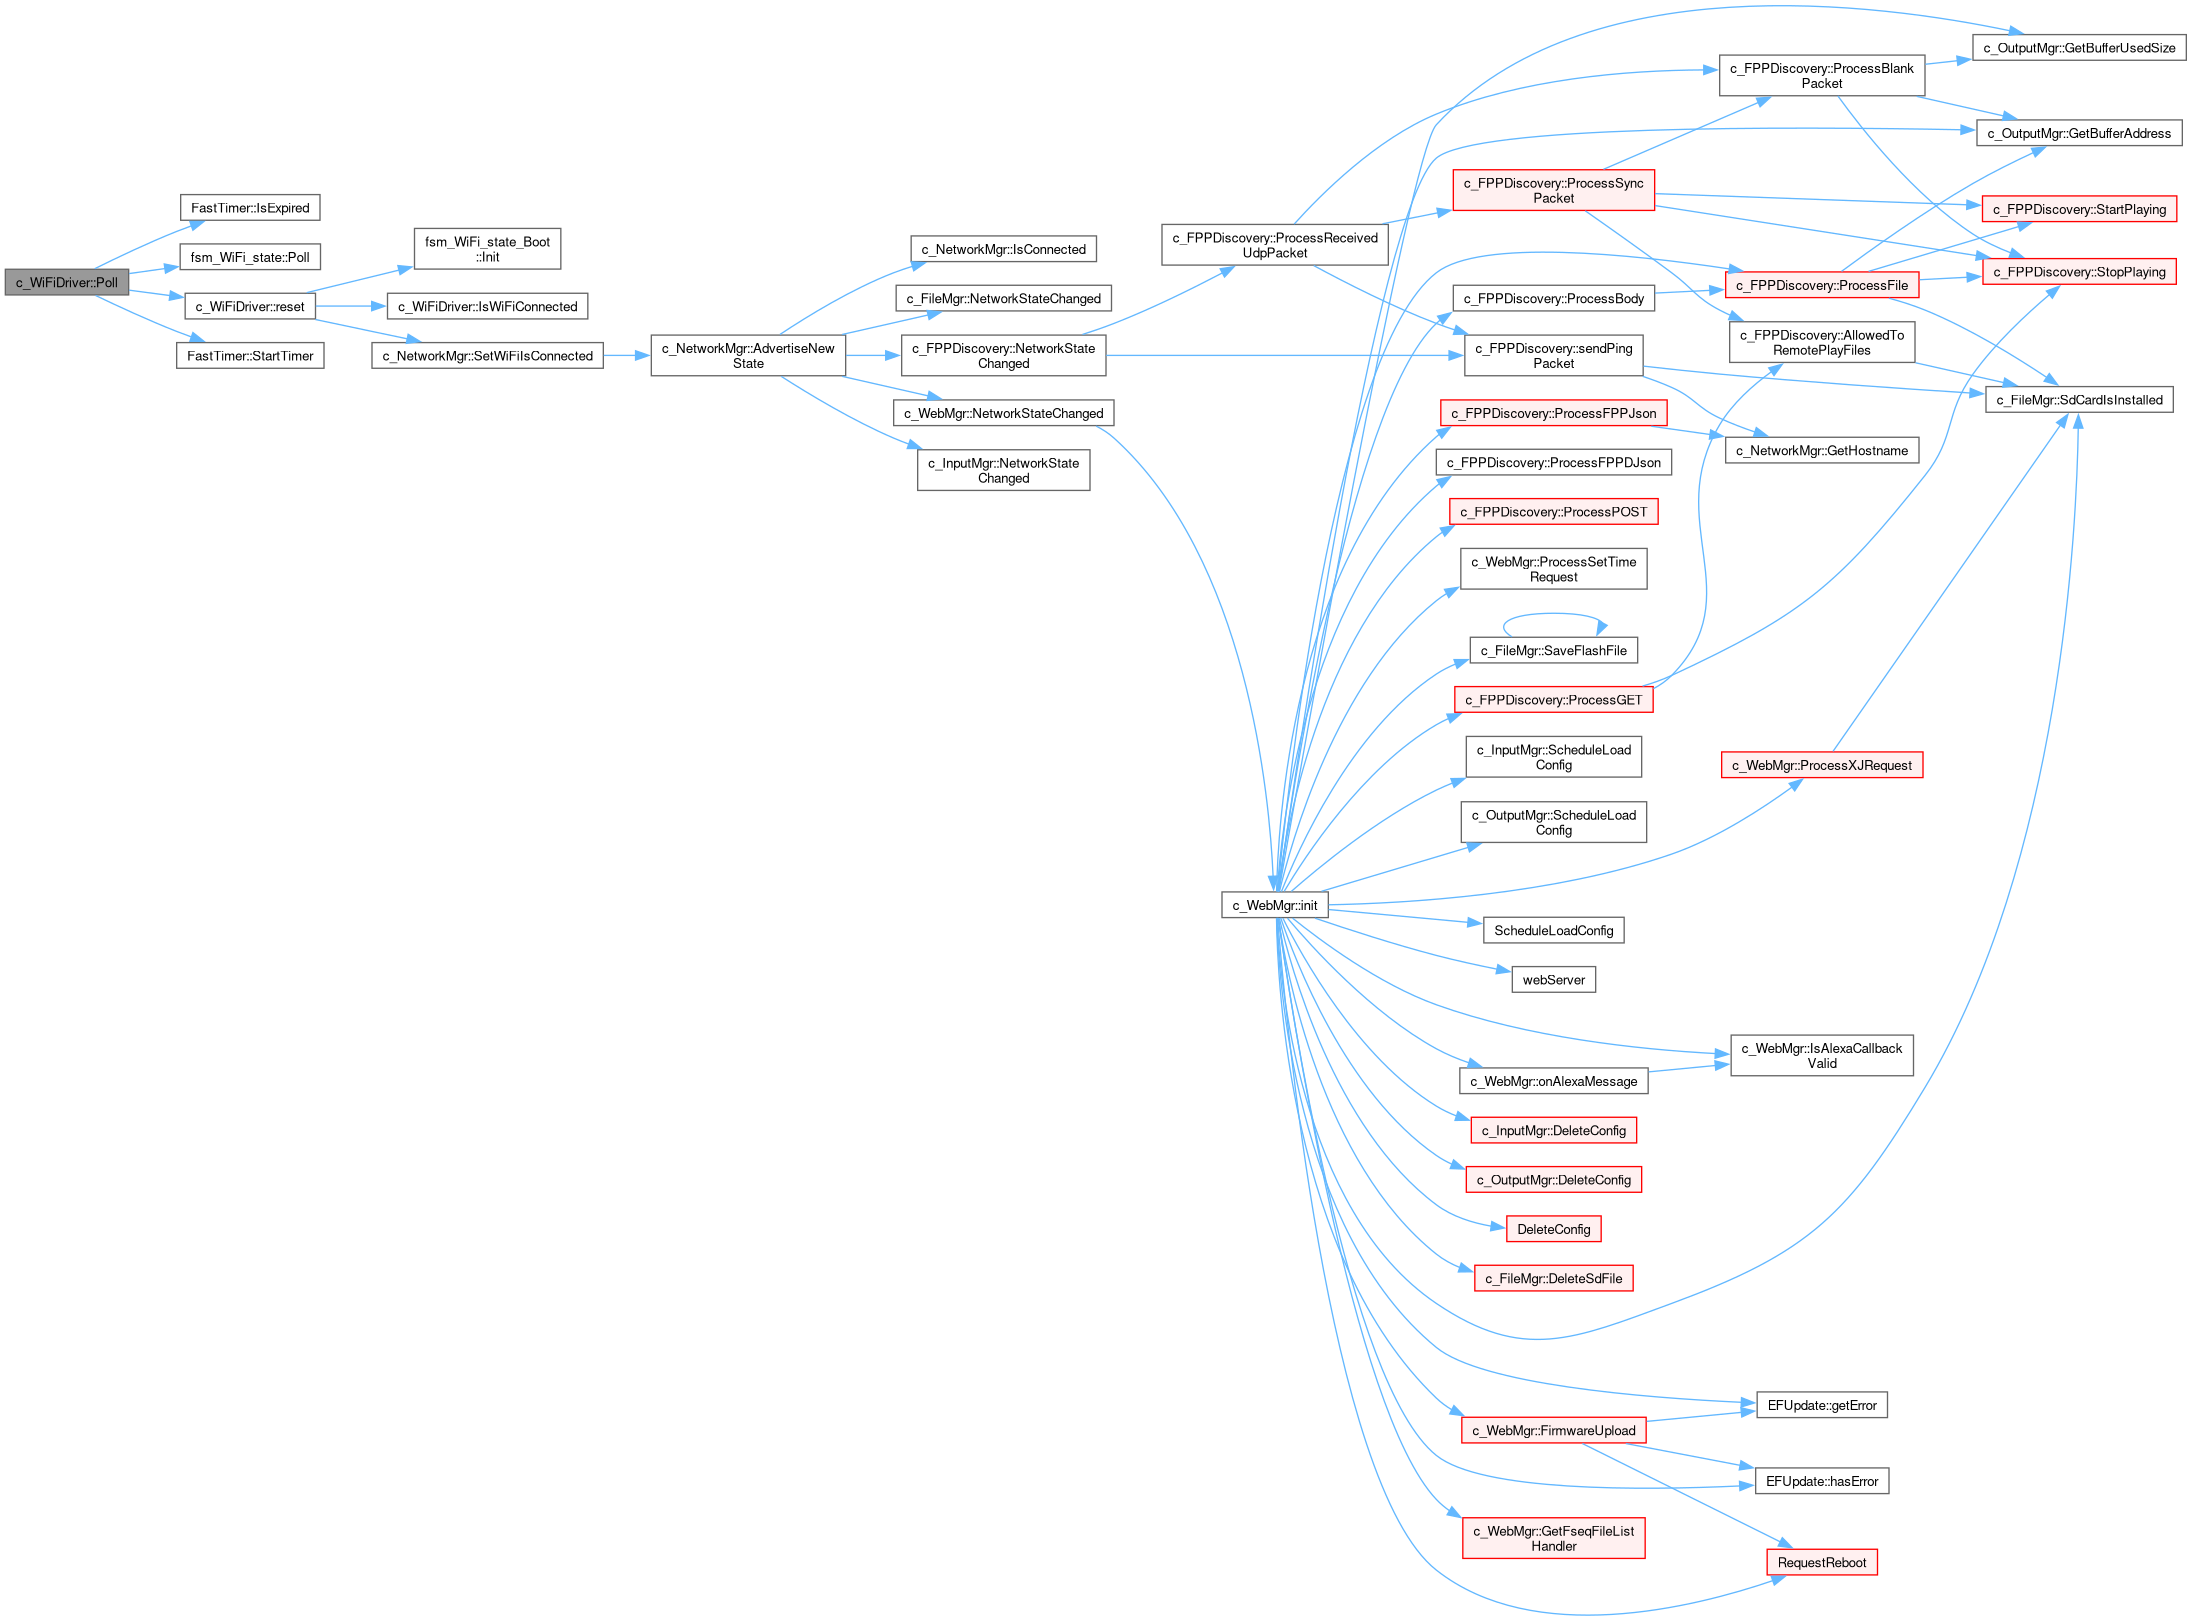 c_WiFiDriver::Poll
FastTimer::IsExpired
fsm_WiFi_state::Poll
c_WiFiDriver::reset
FastTimer::StartTimer
fsm_WiFi_state_Boot
::Init
c_WiFiDriver::IsWiFiConnected
c_NetworkMgr::SetWiFiIsConnected
c_NetworkMgr::AdvertiseNew
State
c_NetworkMgr::IsConnected
c_FileMgr::NetworkStateChanged
c_FPPDiscovery::NetworkState
Changed
c_WebMgr::NetworkStateChanged
c_InputMgr::NetworkState
Changed
c_FPPDiscovery::ProcessReceived
UdpPacket
c_WebMgr::init
c_FPPDiscovery::ProcessSync
Packet
c_FPPDiscovery::ProcessBody
c_FPPDiscovery::sendPing
Packet
c_FPPDiscovery::ProcessFPPJson
c_FPPDiscovery::ProcessFPPDJson
c_FPPDiscovery::ProcessPOST
c_WebMgr::ProcessSetTime
Request
c_FileMgr::SaveFlashFile
c_FPPDiscovery::ProcessGET
c_InputMgr::ScheduleLoad
Config
c_OutputMgr::ScheduleLoad
Config
ScheduleLoadConfig
webServer
c_WebMgr::onAlexaMessage
c_InputMgr::DeleteConfig
c_OutputMgr::DeleteConfig
DeleteConfig
c_FileMgr::DeleteSdFile
c_WebMgr::FirmwareUpload
c_WebMgr::GetFseqFileList
Handler
c_FPPDiscovery::ProcessBlank
Packet
c_FPPDiscovery::ProcessFile
c_FPPDiscovery::AllowedTo
RemotePlayFiles
c_NetworkMgr::GetHostname
c_WebMgr::ProcessXJRequest
c_WebMgr::IsAlexaCallback
Valid
EFUpdate::getError
EFUpdate::hasError
RequestReboot
c_OutputMgr::GetBufferUsedSize
c_OutputMgr::GetBufferAddress
c_FPPDiscovery::StartPlaying
c_FPPDiscovery::StopPlaying
c_FileMgr::SdCardIsInstalled